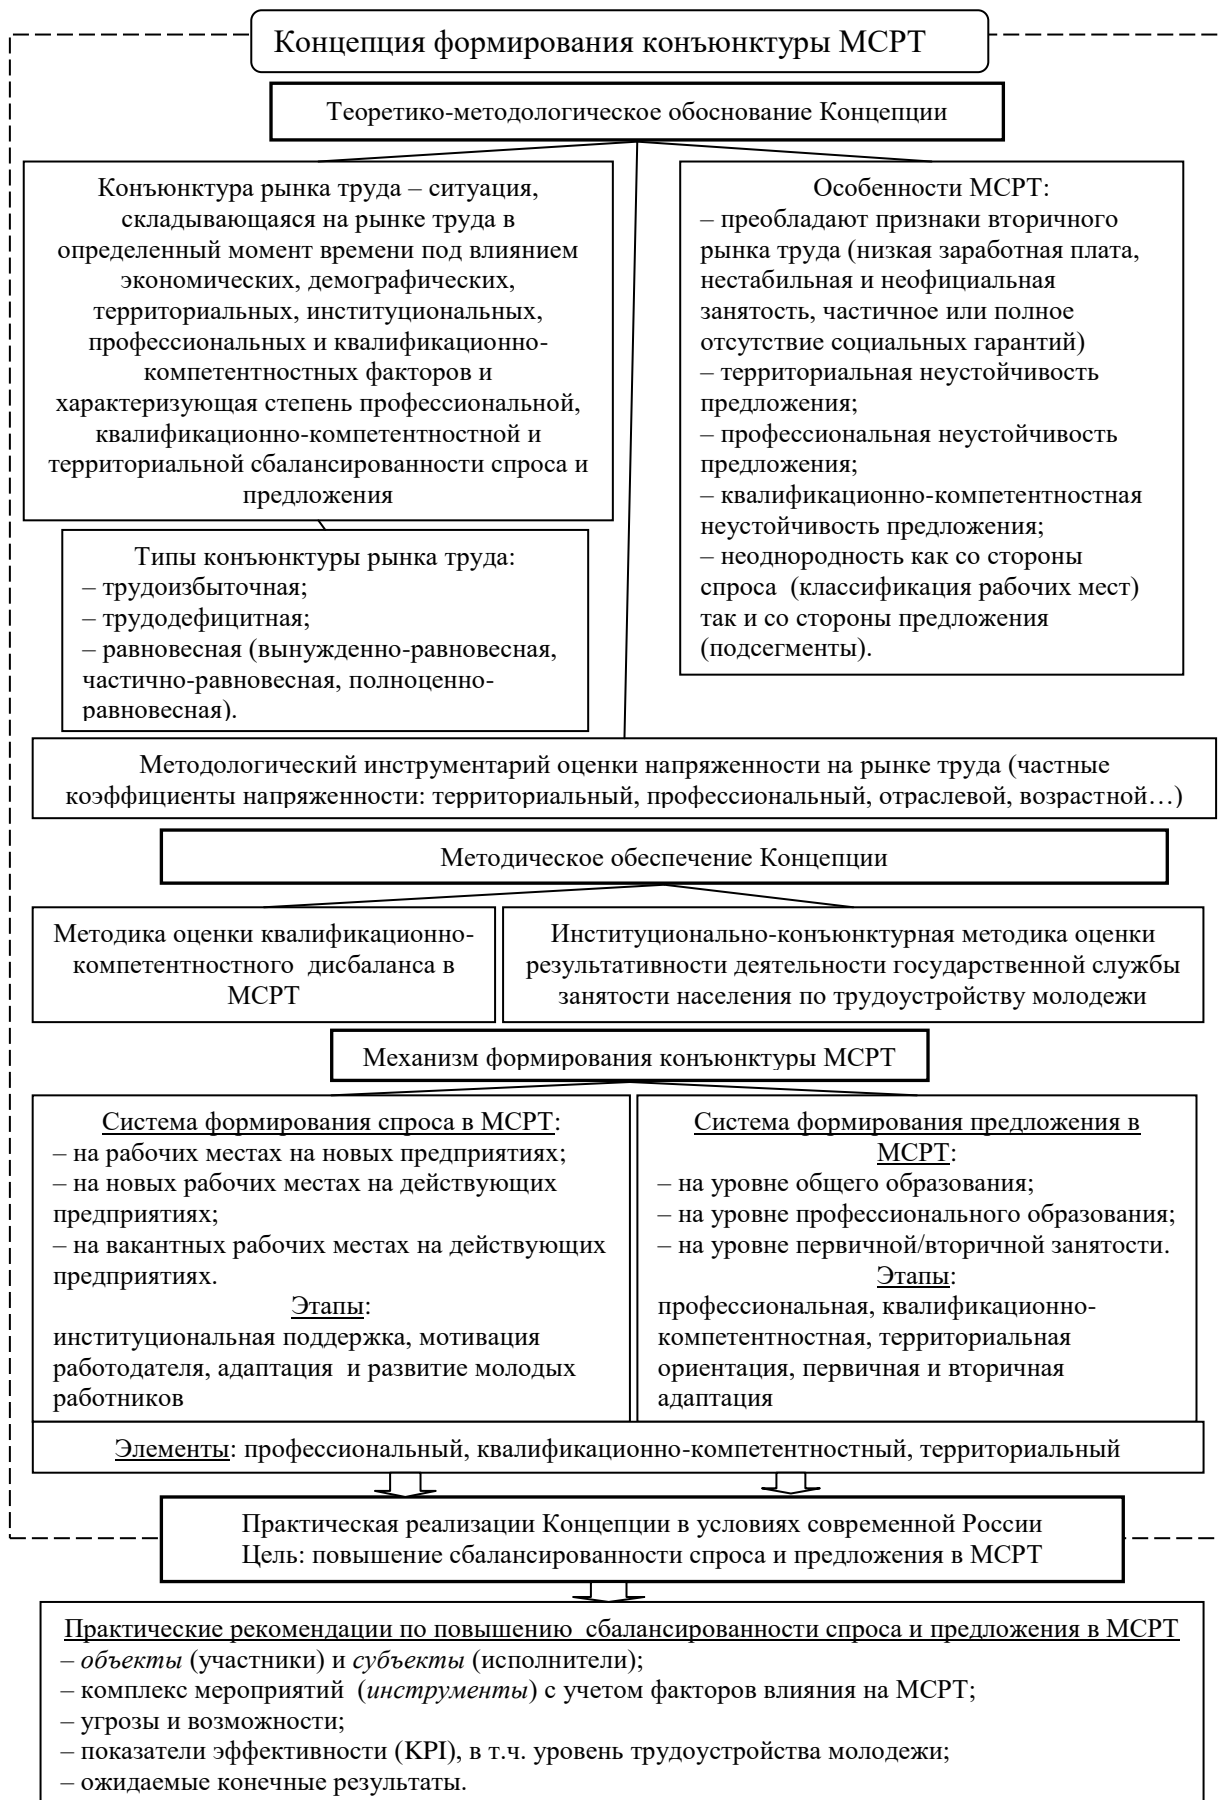 Концепция формирования конъюнктуры МСРТ
Теоретико-методологическое обоснование Концепции
Конъюнктура рынка труда – ситуация,
складывающаяся на рынке труда в
определенный момент времени под влиянием
экономических, демографических,
территориальных, институциональных,
профессиональных и квалификационно-
компетентностных факторов и
характеризующая степень профессиональной,
квалификационно-компетентностной и
территориальной сбалансированности спроса и
предложения
Типы конъюнктуры рынка труда:
– трудоизбыточная;
– трудодефицитная;
– равновесная (вынужденно-равновесная,
частично-равновесная, полноценно-
равновесная).
Особенности МСРТ:
– преобладают признаки вторичного
рынка труда (низкая заработная плата,
нестабильная и неофициальная
занятость, частичное или полное
отсутствие социальных гарантий)
– территориальная неустойчивость
предложения;
– профессиональная неустойчивость
предложения;
– квалификационно-компетентностная
неустойчивость предложения;
– неоднородность как со стороны
спроса (классификация рабочих мест)
так и со стороны предложения
(подсегменты).
Методологический инструментарий оценки напряженности на рынке труда (частные
коэффициенты напряженности: территориальный, профессиональный, отраслевой, возрастной…)
Методическое обеспечение Концепции
Методика оценки квалификационно-
компетентностного дисбаланса в
МСРТ
Институционально-конъюнктурная методика оценки
результативности деятельности государственной службы
занятости населения по трудоустройству молодежи
Механизм формирования конъюнктуры МСРТ
Система формирования спроса в МСРТ:
– на рабочих местах на новых предприятиях;
– на новых рабочих местах на действующих
предприятиях;
– на вакантных рабочих местах на действующих
предприятиях.
Этапы:
институциональная поддержка, мотивация
работодателя, адаптация и развитие молодых
работников
Система формирования предложения в
МСРТ:
– на уровне общего образования;
– на уровне профессионального образования;
– на уровне первичной/вторичной занятости.
Этапы:
профессиональная, квалификационно-
компетентностная, территориальная
ориентация, первичная и вторичная
адаптация
Элементы: профессиональный, квалификационно-компетентностный, территориальный
Практическая реализации Концепции в условиях современной России
Цель: повышение сбалансированности спроса и предложения в МСРТ
Практические рекомендации по повышению сбалансированности спроса и предложения в МСРТ
– объекты (участники) и субъекты (исполнители);
– комплекс мероприятий (инструменты) с учетом факторов влияния на МСРТ;
– угрозы и возможности;
– показатели эффективности (KPI), в т.ч. уровень трудоустройства молодежи;
– ожидаемые конечные результаты.